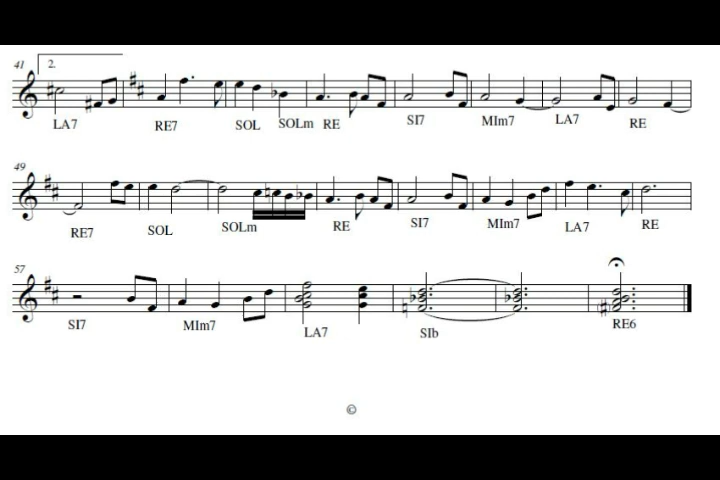 41 2.
LA7 RE7 SOL SOLm RE SI7 MIm7 LA7 RE
49
RE7 SOL SOLm RE SI7 MIm7 LA7 RE
57
SI7 MIm7 LA7 SIb RE6
©